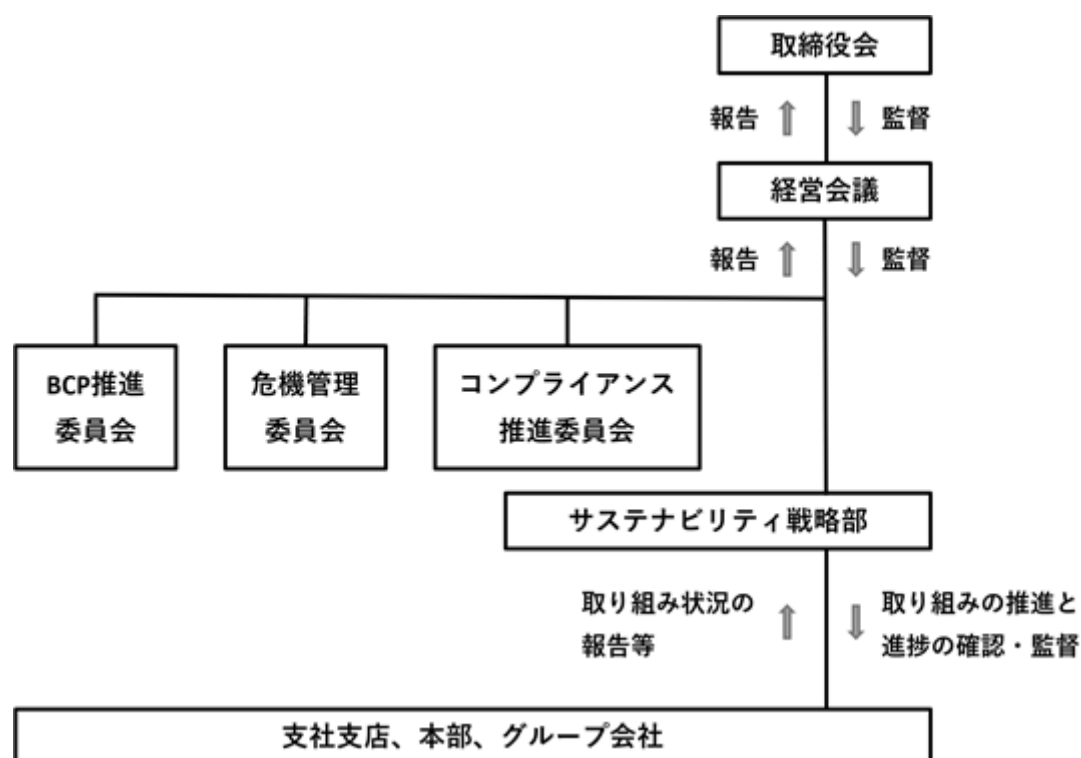 取締役会
報告
監督
経営会議
報告
監督
BCP推進
委員会
危機管理
委員会
コンプライアンス
推進委員会
サステナビリティ戦略部
取り組み状況の
報告等
取り組みの推進と
進捗の確認・監督
支社支店、本部、グループ会社